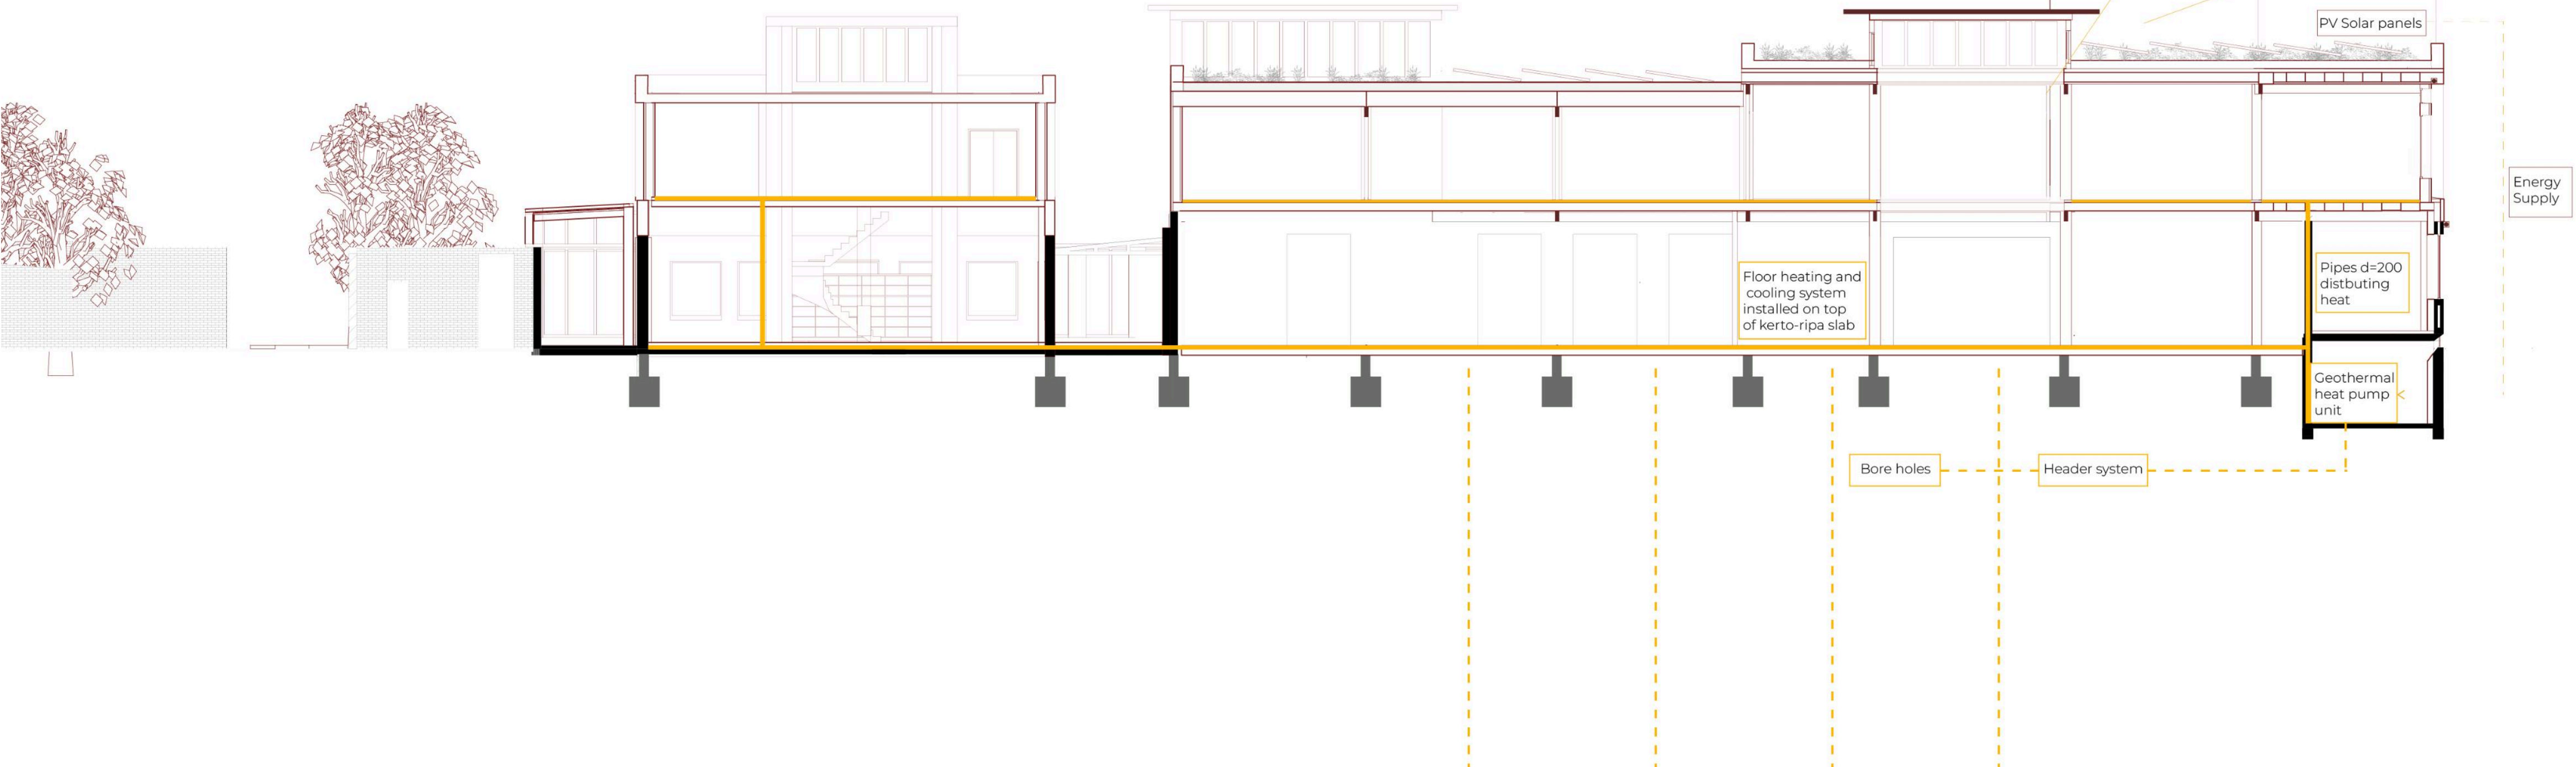 PV Solar panels
Energy
Supply
Floor heating and
cooling system
installed on top
of kerto-ripa slab
Pipes d=200
distbuting
heat
Geothermal
heat pump
unit
Bore holes
Header system